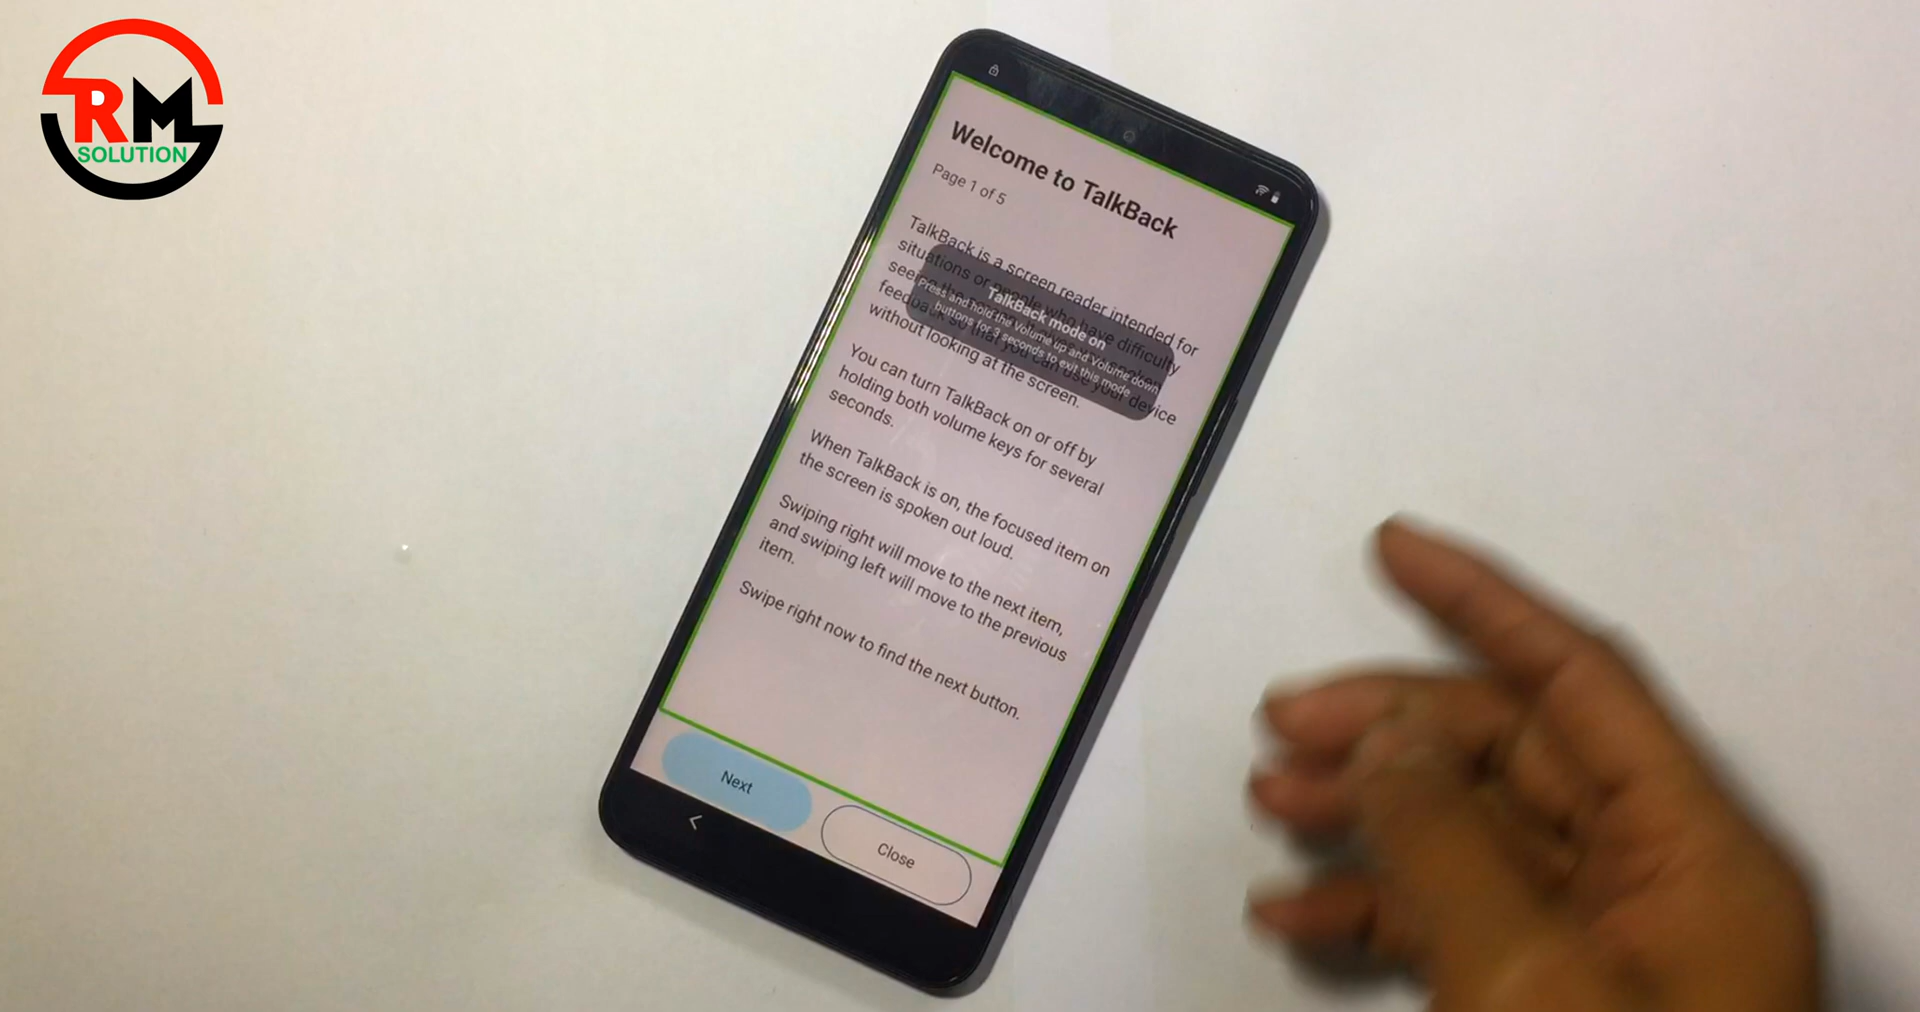 RM
SOLUTION
Welcome to TalkBack
Page 1 of 5
TalkBack is a screen reader intended for
situations or people who have difficulty
feedback so that you can use your device
without looking at the screen.
TalkBack mode on
Press and hold the Volume up and Volume down
buttons for 3 seconds to exit this mode
You can turn TalkBack on or off by
holding both volume keys for several
seconds.
When TalkBack is on, the focused item on
the screen is spoken out loud.
Swiping right will move to the next item,
and swiping left will move to the previous
item.
Swipe right now to find the next button.
Next
Close